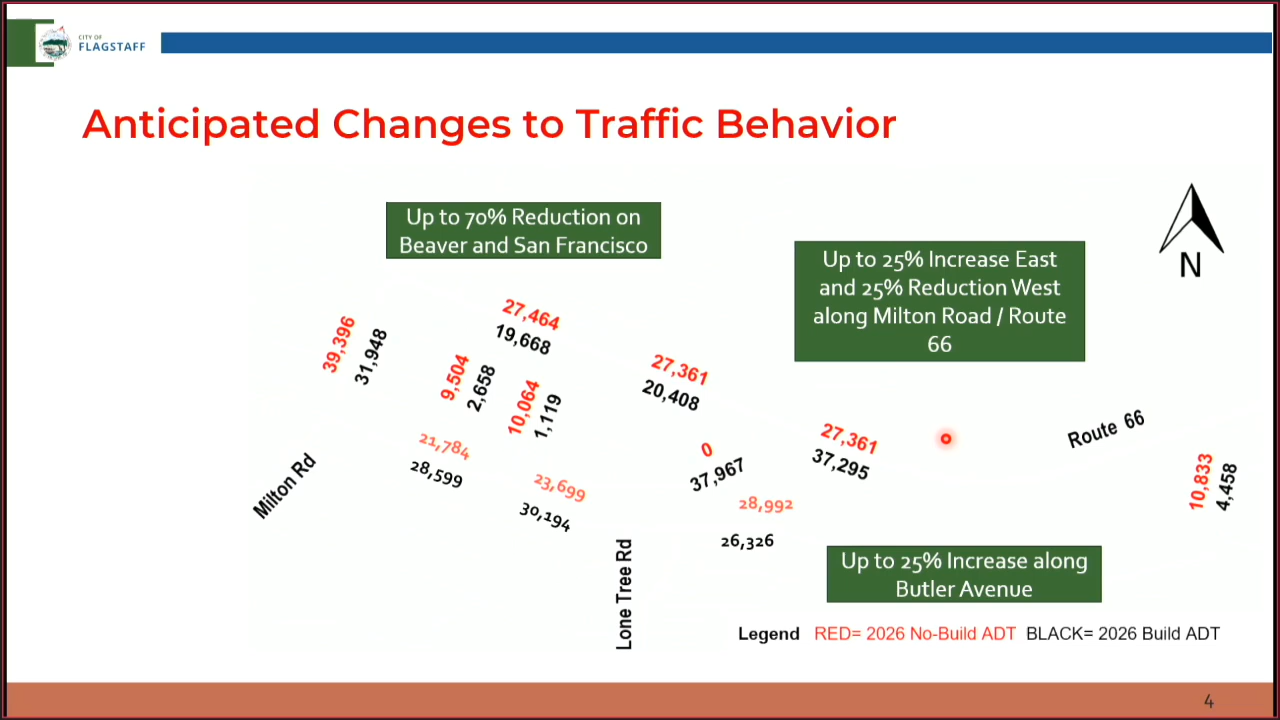 CITY OF
FLAGSTAFF
Anticipated Changes to Traffic Behavior
Up to 70% Reduction on
Beaver and San Francisco
Up to 25% Increase East
and 25% Reduction West
along Milton Road / Route
66
N
39,396
31,948
27,464
19,668
9,504
2,658
10,064
1,119
27,361
20,408
21,784
28,599
23,699
30,194
0
37,967
27,361
37,295
28,992
26,326
Route 66
10,833
4,458
Milton Rd
Lone Tree Rd
Up to 25% Increase along
Butler Avenue
Legend RED= 2026 No-Build ADT BLACK= 2026 Build ADT
4